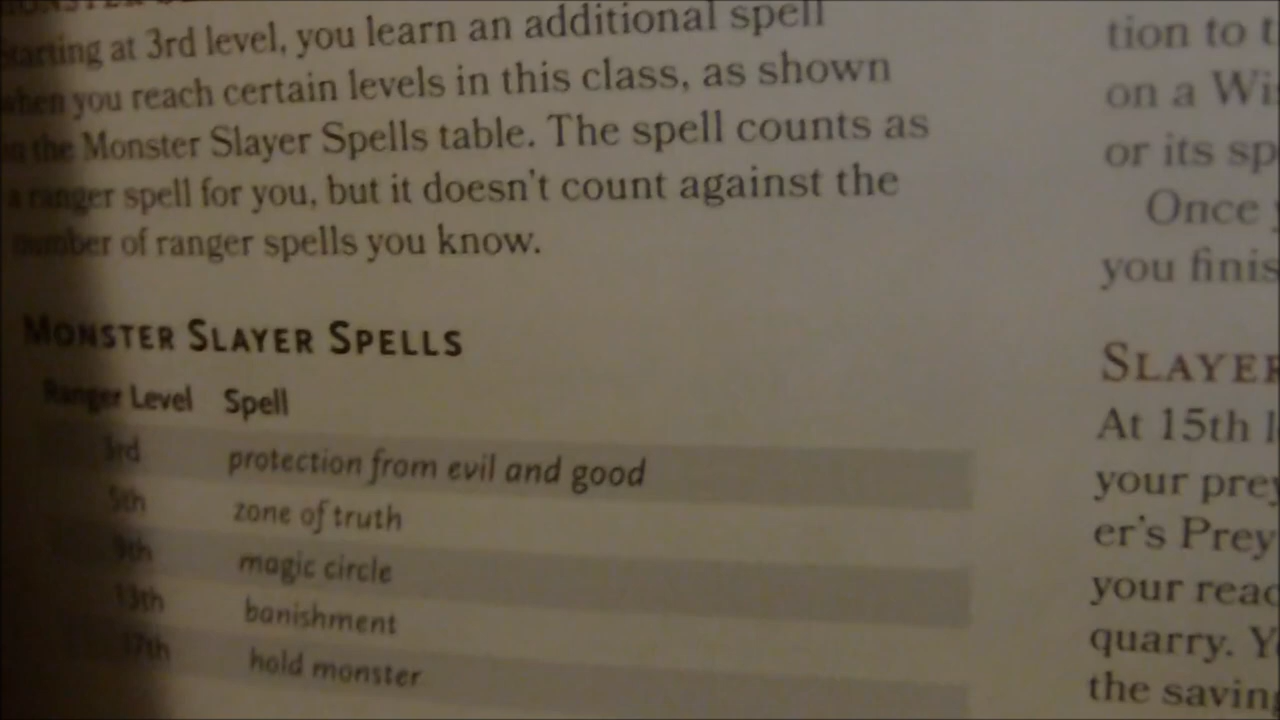 Starting at 3rd level, you learn an additional spell
when you reach certain levels in this class, as shown
in the Monster Slayer Spells table. The spell counts as
a ranger spell for you, but it doesn't count against the
number of ranger spells you know.
MONSTER SLAYER SPELLS
Ranger Level Spell
3rd protection from evil and good
5th zone of truth
9th magic circle
13th banishment
17th hold monster
tion to t
on a Wi
or its sp
Once y
you finis
SLAYER
At 15th l
your prey
er's Prey
your reac
quarry. Yo
the saving